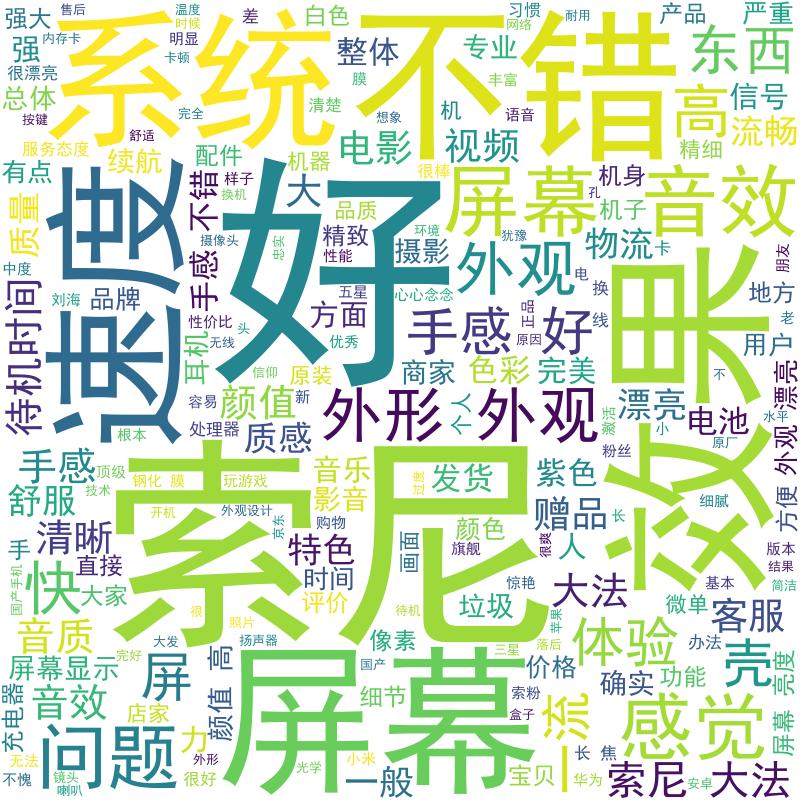 强大
售后
系统
不错
温度
时候
差
白色
习惯
网络
耐用
产品
严重
强
内存卡
明显
卡顿
整体
专业
东西
很漂亮
膜
丰富
总体
按键
完全
清楚
想象
机
语音
高
信号
舒适
电影
视频
精细
流畅
服务态度
续航
配件
机器
很棒
有点
速度
不错
样子
换机
大
好
屏幕
机身
孔
音效
质量
品质
机子
手感
摄像头
忠实
精致
性能
摄影
环境
犹豫
外观
物流
卡
朋友
中度
刘海
品牌
五星
心心念念
电
换
地方
待机时间
性价比
无线
头
方面
优秀
手感
正品
原因
好
线
效果
老
用户
耳机
信仰
原装
商家
色彩
完美
不
漂亮
容易
颜值
新
外形
个人
外观
激活
小
漂亮
电池
水平
外观
根本
处理器
质感
粉丝
原厂
手感
顶级
钢化
膜
玩游戏
音乐
索尼
过度
发货
紫色
舒服
技术
影音
细腻
方便
开机
外观设计
京东
购物
颜色
赠品
长
清晰
特色
画面
旗舰
很爽
人
手
直接
版本
国产手机
快
大家
很
时间
惊艳
大法
基本
结果
简洁
评价
待机
苹果
垃圾
微单
客服
音质
照片
大发
扬声器
像素
落后
体验
办法
完好
屏幕
国产
三星
屏幕显示
屏
高
颜值
价格
功能
壳
亮度
确实
充电器
音效
细节
索粉
盒子
一流
感觉
屏幕
店家
力
问题
无法
外形
小米
长
焦
不愧
镜头
喇叭
很好
光学
一般
宝贝
华为
索尼
安卓
大法